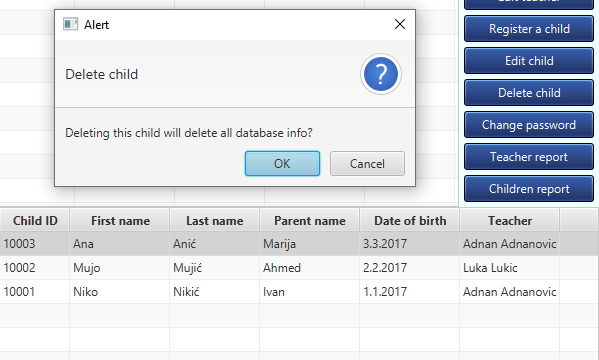 Edit teacher
Alert
Register a child
Delete child
Edit child
Delete child
Deleting this child will delete all database info?
Change password
OK
Cancel
Teacher report
Children report
Child ID First name Last name Parent name Date of birth Teacher
10003 Ana Anić Marija 3.3.2017 Adnan Adnanovic
10002 Mujo Mujić Ahmed 2.2.2017 Luka Lukic
10001 Niko Nikić Ivan 1.1.2017 Adnan Adnanovic